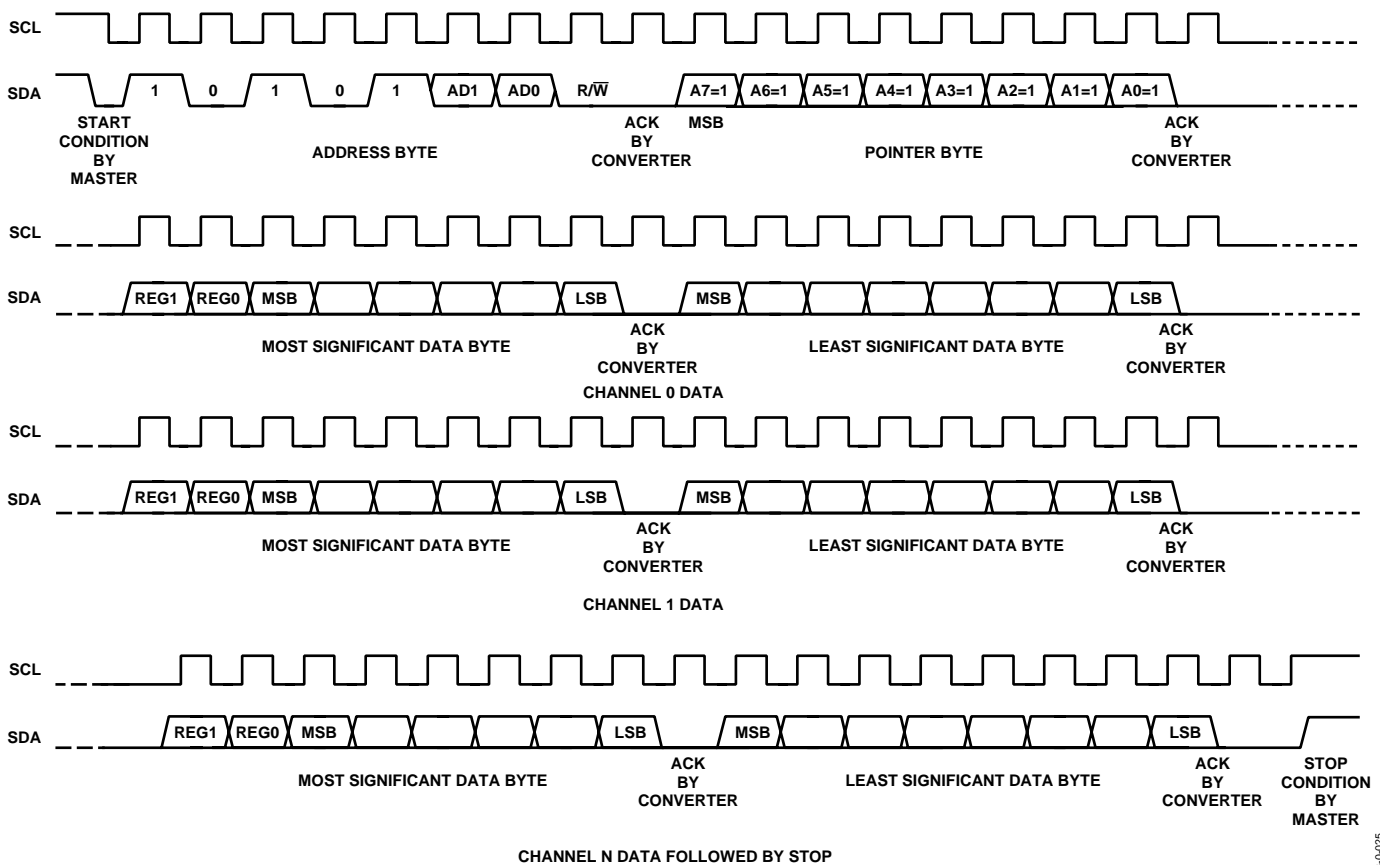 SCL
SDA 1 0 1 0 1 AD1 AD0 R/W̅ A7=1 A6=1 A5=1 A4=1 A3=1 A2=1 A1=1 A0=1
START CONDITION BY MASTER
ADDRESS BYTE
ACK BY CONVERTER
MSB
POINTER BYTE
ACK BY CONVERTER
SCL
SDA REG1 REG0 MSB LSB MSB LSB
MOST SIGNIFICANT DATA BYTE
ACK BY CONVERTER
LEAST SIGNIFICANT DATA BYTE
ACK BY CONVERTER
CHANNEL 0 DATA
SCL
SDA REG1 REG0 MSB LSB MSB LSB
MOST SIGNIFICANT DATA BYTE
ACK BY CONVERTER
LEAST SIGNIFICANT DATA BYTE
ACK BY CONVERTER
CHANNEL 1 DATA
SCL
SDA REG1 REG0 MSB LSB MSB LSB
MOST SIGNIFICANT DATA BYTE
ACK BY CONVERTER
LEAST SIGNIFICANT DATA BYTE
ACK BY CONVERTER
STOP CONDITION BY MASTER
CHANNEL N DATA FOLLOWED BY STOP